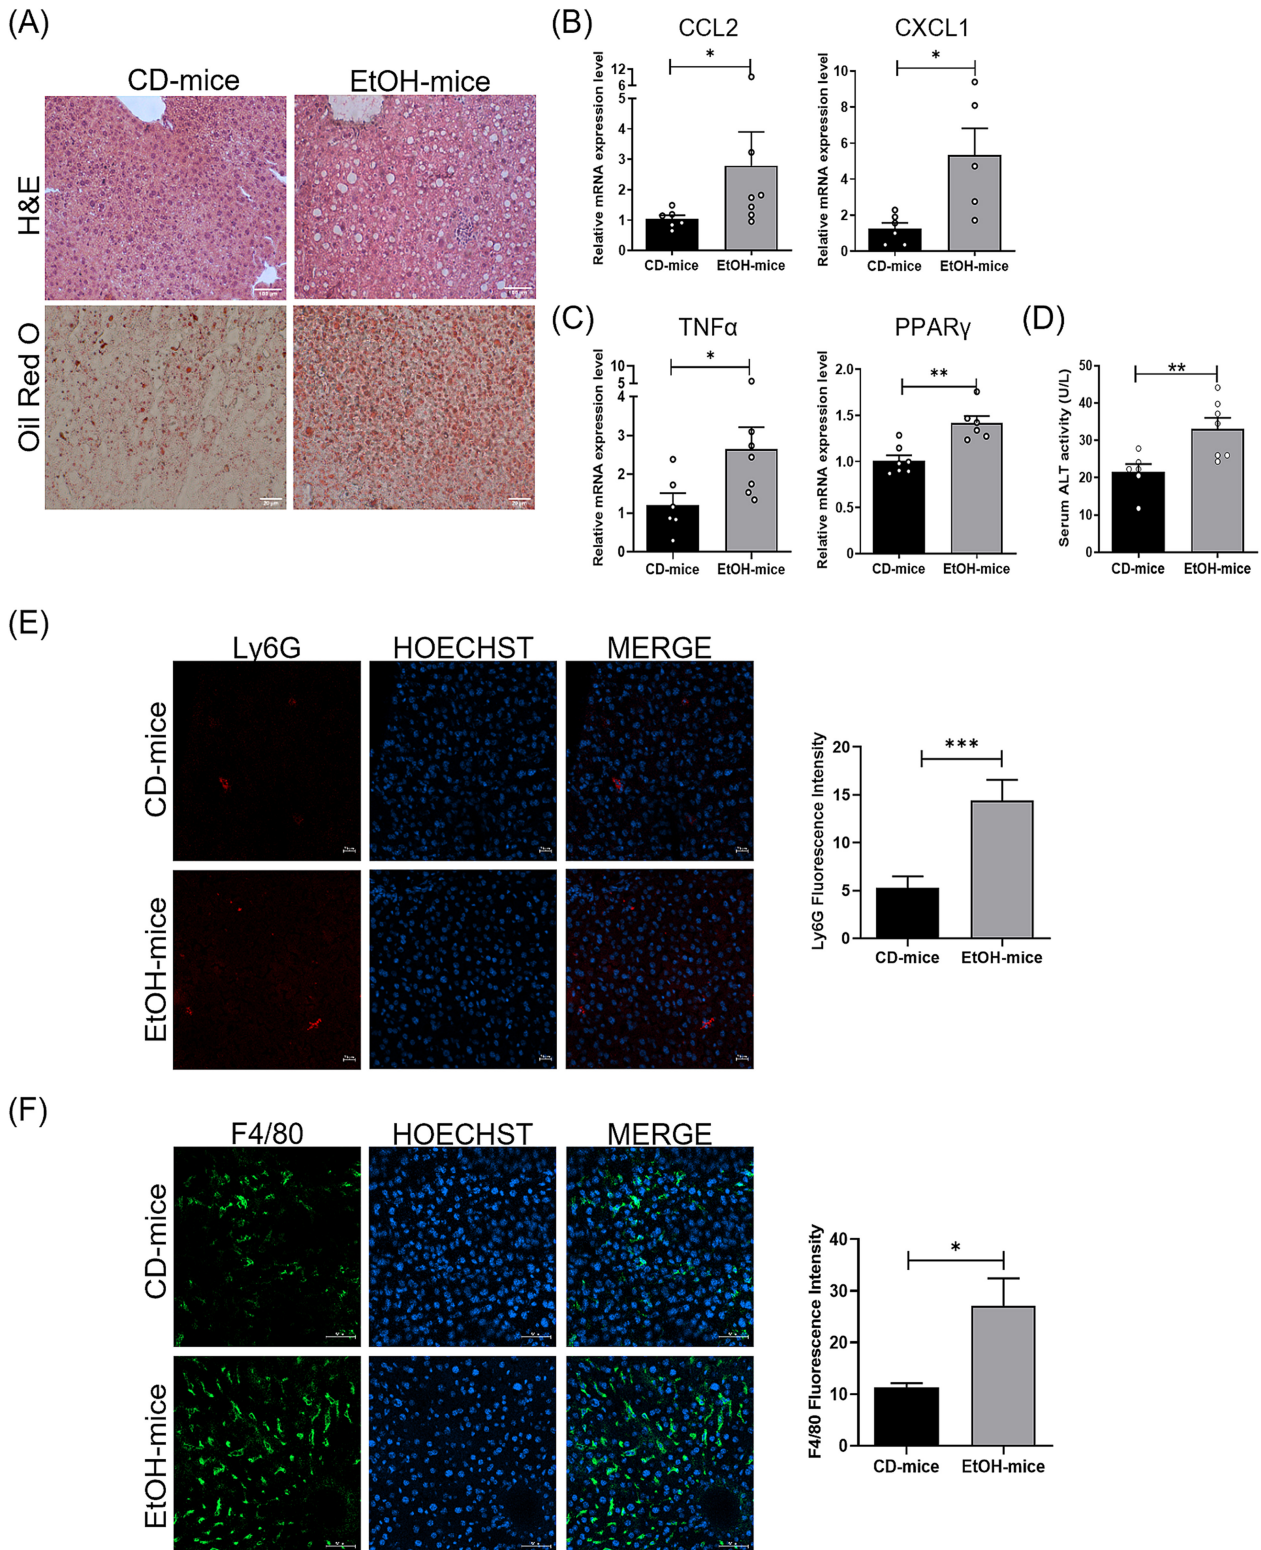 (A)
CD-mice EtOH-mice
H&E
Oil Red O
(B)
CCL2
Relative mRNA expression level
12
6
5
4
3
2
1
0
*
CD-mice EtOH-mice
CXCL1
Relative mRNA expression level
10
8
6
4
2
0
*
CD-mice EtOH-mice
(C)
TNFα
Relative mRNA expression level
10
5
4
3
2
1
0
*
CD-mice EtOH-mice
PPARγ
Relative mRNA expression level
2.0
1.5
1.0
0.5
0
**
CD-mice EtOH-mice
(D)
Serum ALT activity (U/L)
50
40
30
20
10
0
**
CD-mice EtOH-mice
(E)
Ly6G HOECHST MERGE
CD-mice
EtOH-mice
Ly6G Fluorescence Intensity
20
15
10
5
0
***
CD-mice EtOH-mice
(F)
F4/80 HOECHST MERGE
CD-mice
EtOH-mice
F4/80 Fluorescence Intensity
40
30
20
10
0
*
CD-mice EtOH-mice